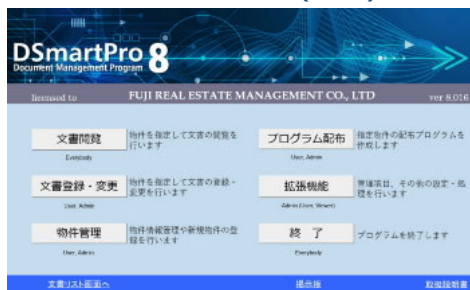 DSmartPro 8
Document Management Program
licensed to FUJI REAL ESTATE MANAGEMENT CO., LTD ver 8.016
文書閲覧
物件を指定して文書の閲覧を
行います
Everybody
プログラム配布
指定物件の配布プログラムを
作成します
User, Admin
文書登録・変更
物件を指定して文書の登録・
変更を行います
User, Admin
拡張機能
管理項目、その他の設定・処
理を行います
Admin (User, Viewer)
物件管理
物件情報管理や新規物件の登
録を行います
User, Admin
終 了
プログラムを終了します
Everybody
文書リスト画面へ
掲示板
取扱説明書